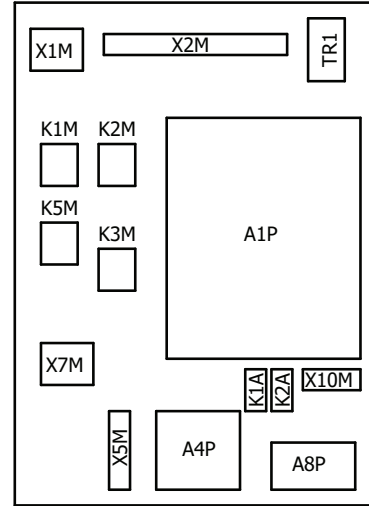 X1M
X2M
TR1
K1M
K2M
K5M
K3M
A1P
X7M
K1A
K2A
X10M
X5M
A4P
A8P